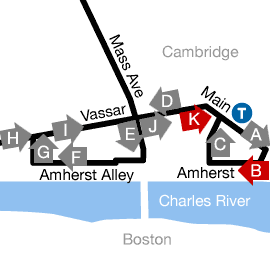 Mass Ave
Cambridge
Vassar
D
Main
T
K
H
I
E
J
A
G
F
C
B
Amherst Alley
Amherst
Charles River
Boston